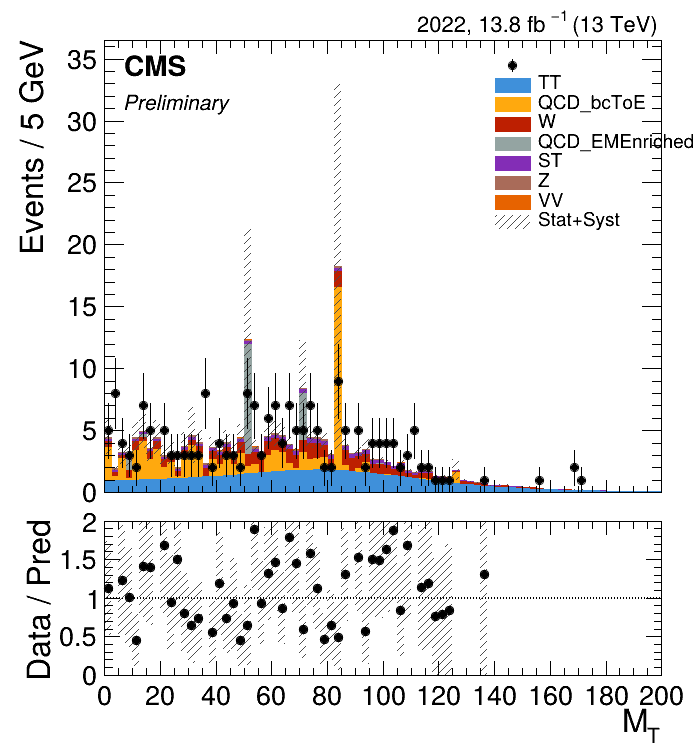 2022, 13.8 fb⁻¹ (13 TeV)
Events / 5 GeV
35
30
25
20
15
10
5
0
CMS
Preliminary
TT
QCD_bcToE
W
QCD_EMEnriched
ST
Z
VV
Stat+Syst
Data / Pred
2
1.5
1
0.5
0
0 20 40 60 80 100 120 140 160 180 200
M_T